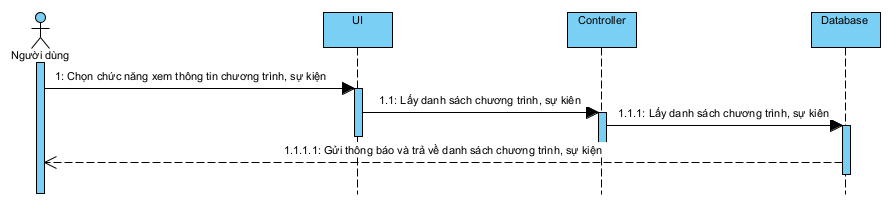 UI
Controller
Database
Người dùng
1: Chọn chức năng xem thông tin chương trình, sự kiện
1.1: Lấy danh sách chương trình, sự kiên
1.1.1: Lấy danh sách chương trình, sự kiện
1.1.1.1: Gửi thông báo và trả về danh sách chương trình, sự kiện